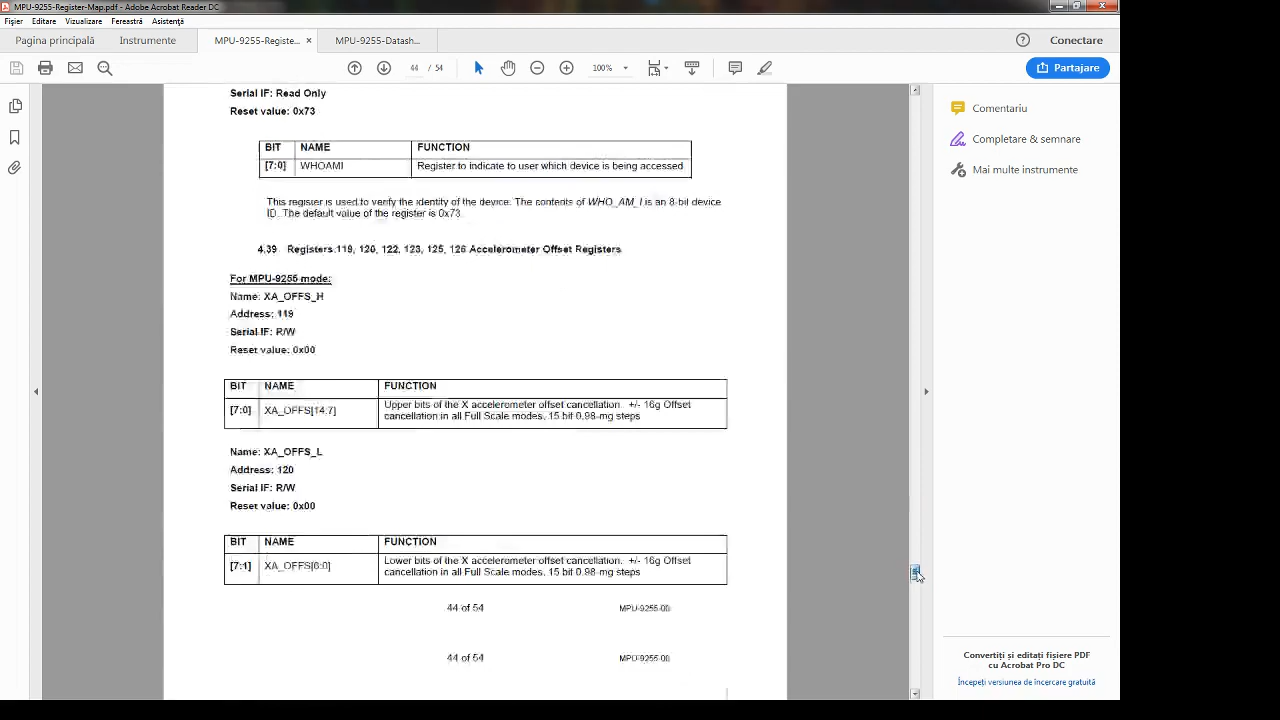 MPU-9255-Register-Map.pdf - Adobe Acrobat Reader DC
Fișier Editare Vizualizare Fereastră Asistență
Pagina principală Instrumente MPU-9255-Registe... × MPU-9255-Datash... Conectare
44 / 54 100% Partajare
Serial IF: Read Only
Reset value: 0x73
BIT NAME FUNCTION
[7:0] WHOAMI Register to indicate to user which device is being accessed
This register is used to verify the identity of the device. The contents of WHO_AM_I is an 8-bit device
ID. The default value of the register is 0x73.
4.39 Registers 119, 120, 122, 123, 125, 126 Accelerometer Offset Registers
For MPU-9255 mode:
Name: XA_OFFS_H
Address: 119
Serial IF: R/W
Reset value: 0x00
BIT NAME FUNCTION
[7:0] XA_OFFS[14:7] Upper bits of the X accelerometer offset cancellation. +/- 16g Offset
cancellation in all Full Scale modes, 15 bit 0.98-mg steps
Name: XA_OFFS_L
Address: 120
Serial IF: R/W
Reset value: 0x00
BIT NAME FUNCTION
[7:1] XA_OFFS[6:0] Lower bits of the X accelerometer offset cancellation. +/- 16g Offset
cancellation in all Full Scale modes, 15 bit 0.98-mg steps
44 of 54 MPU-9255-00
44 of 54 MPU-9255-00
Comentariu
Completare & semnare
Mai multe instrumente
Convertiți și editați fișiere PDF
cu Acrobat Pro DC
Începeți versiunea de încercare gratuită